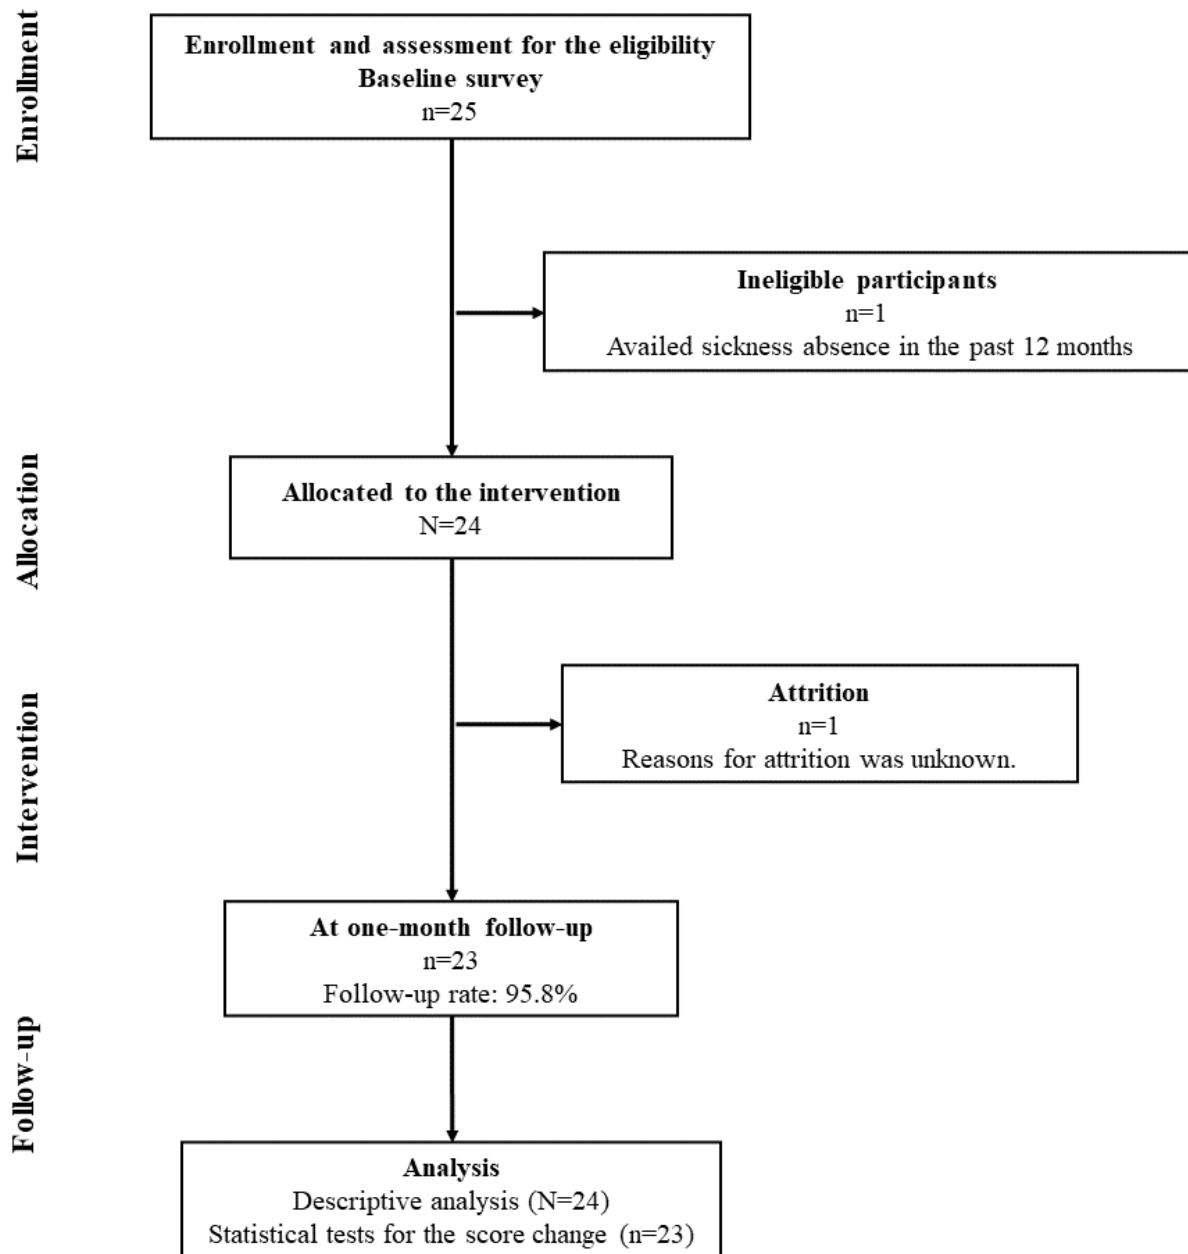 Enrollment
Enrollment and assessment for the eligibility
Baseline survey
n=25
Ineligible participants
n=1
Availed sickness absence in the past 12 months
Allocation
Allocated to the intervention
N=24
Intervention
Attrition
n=1
Reasons for attrition was unknown.
At one-month follow-up
n=23
Follow-up rate: 95.8%
Follow-up
Analysis
Descriptive analysis (N=24)
Statistical tests for the score change (n=23)